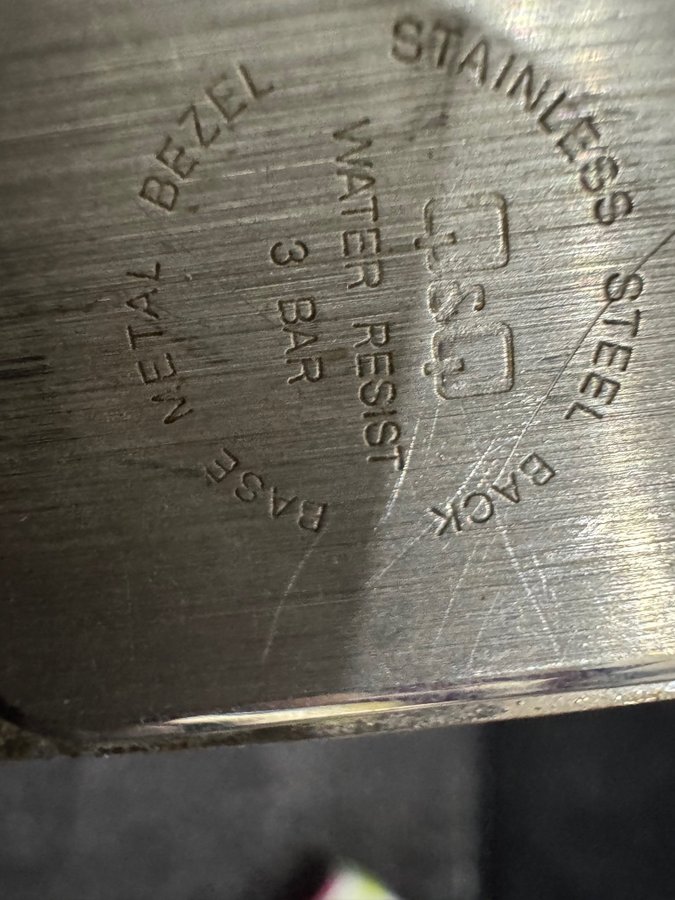 STAINLESS STEEL BACK
Q&Q
WATER RESIST
3 BAR
BASE METAL BEZEL